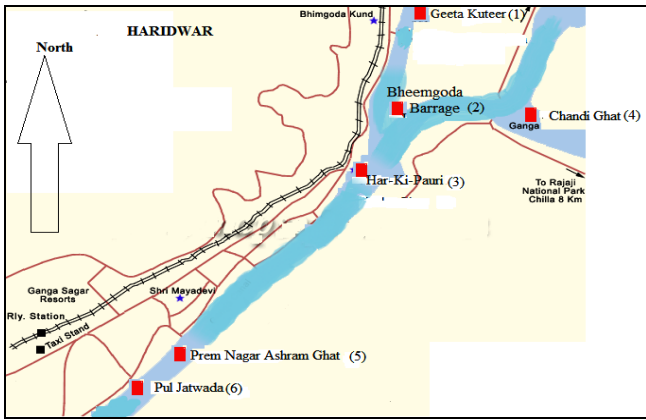 HARIDWAR
Bhimgoda Kund
Geeta Kuteer (1)
North
Bheemgoda
Barrage (2)
Chandi Ghat (4)
Ganga
Har-Ki-Pauri (3)
To Rajaji
National Park
Chilla 8 Km
Ganga Sagar
Resorts
Shri Mayadevi
Rly. Station
Taxi Stand
Prem Nagar Ashram Ghat (5)
Pul Jatwada (6)